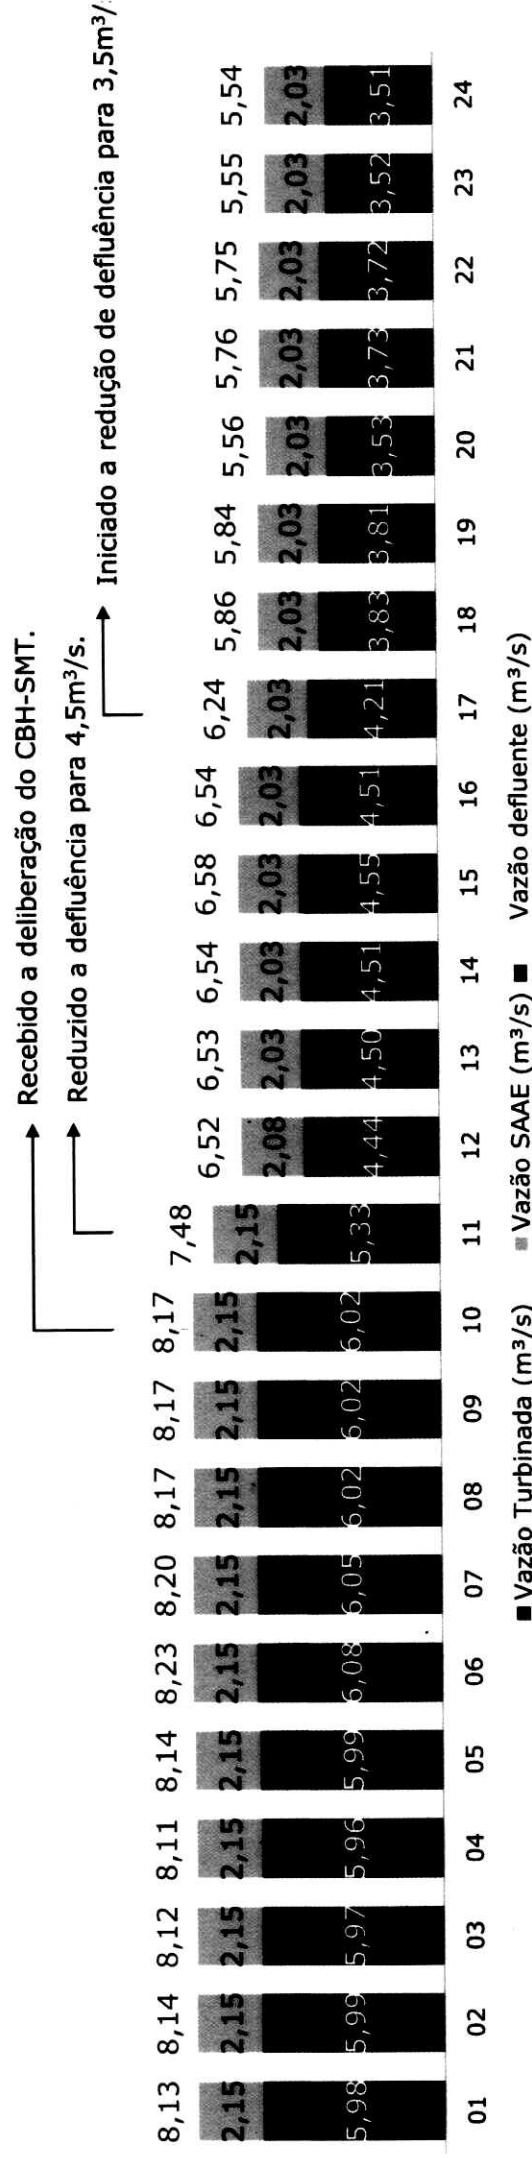 Recebido a deliberação do CBH-SMT.
Reduzido a defluência para 4,5m³/s.
Iniciado a redução de defluência para 3,5m³/
8,13 8,14 8,12 8,11 8,14 8,23 8,20 8,17 8,17 8,17 7,48 6,52 6,53 6,54 6,58 6,54 6,24 5,86 5,84 5,56 5,76 5,75 5,55 5,54
2,15 2,15 2,15 2,15 2,15 2,15 2,15 2,15 2,15 2,15 2,15 2,08 2,03 2,03 2,03 2,03 2,03 2,03 2,03 2,03 2,03 2,03 2,03 2,03
5,98 5,99 5,97 5,96 5,99 6,08 6,05 6,02 6,02 6,02 5,33 4,44 4,50 4,51 4,55 4,51 4,21 3,83 3,81 3,53 3,73 3,72 3,52 3,51
01 02 03 04 05 06 07 08 09 10 11 12 13 14 15 16 17 18 19 20 21 22 23 24
Vazão Turbinada (m³/s) Vazão SAAE (m³/s) Vazão defluente (m³/s)